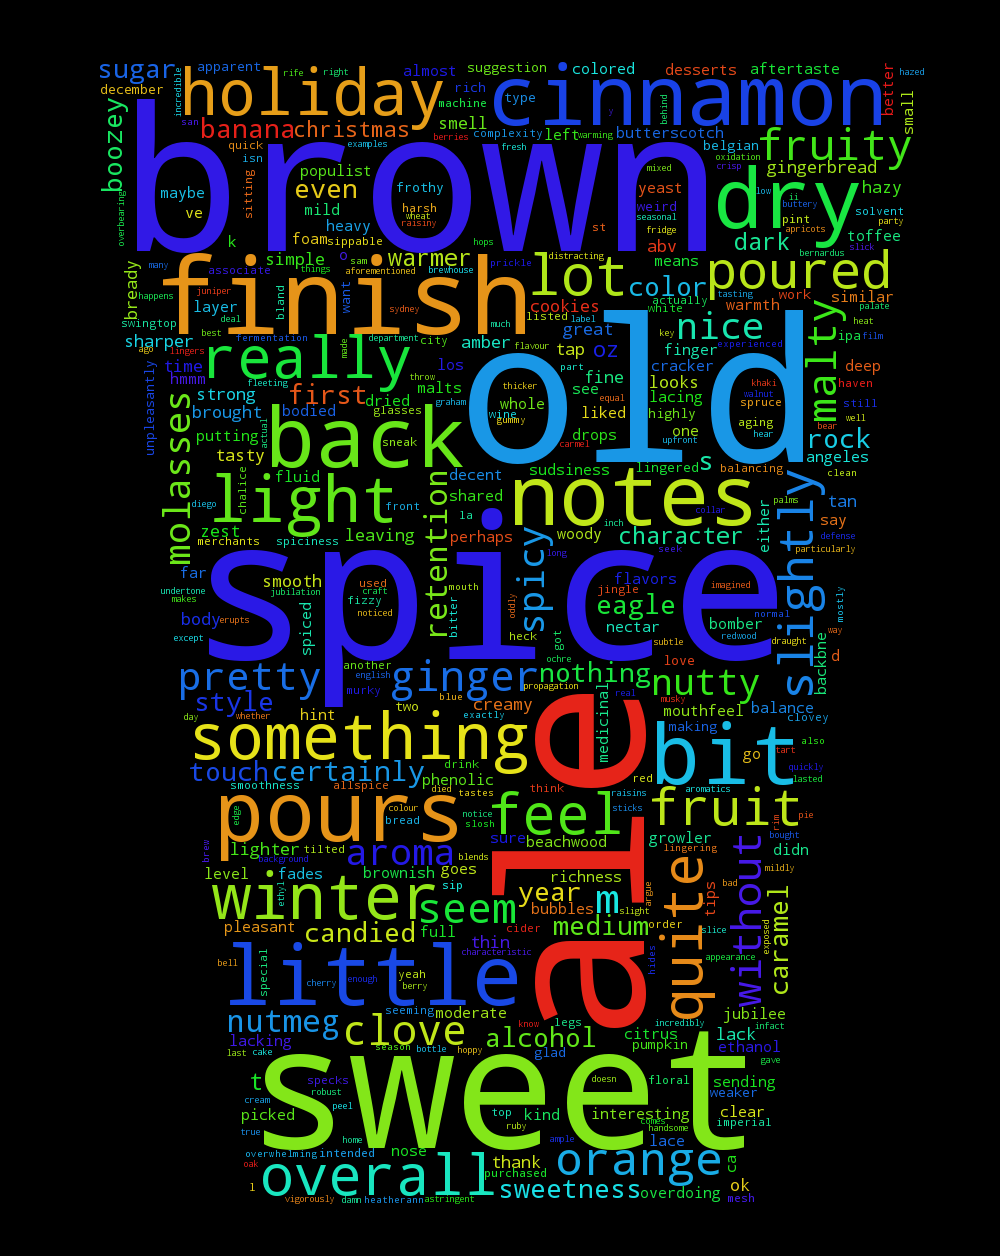 sugar apparent rife right almost suggestion colored desserts aftertaste hazed
december incredible holiday rich machine cinnamon type better small
boozey san banana christmas smell berries complexity left warming butterscotch behind y fruity
quick isn examples fresh belgian oxidation gingerbread
brown
sitting populist even maybe ve frothy harsh wheat raisiny mixed yeast weird seasonal crisp dry low ii buttery hazy solvent party
overbearing k mild heavy foam sippable hops st fridge abv dark pint apricots toffee bernardus slick
bready many simple o warmer distracting lot means poured
finish associate things sam aforementioned brewhouse prickle color tasting warmth work similar palate
happens juniper layer bland want sydney cookies listed label actually white nice malty
swingtop deal sharper best fermentation department city much amber flavour great tap oz key finger experienced ipa heat film
ago lingers really made los part fine cracker deep
time hmmm fleeting throw graham thicker see looks khaki walnut haven
strong first dried malts wine whole equal liked lacing spruce still
unpleasantly brought bodied glasses gummy highly one aging well
molasses putting actual back sneak old drops upfront hear bear rock
tasty carmel s balancing angeles clean
fluid chalice decent sudsiness lingered
light diego front shared notes collar palms tan
zest merchants spiciness leaving retention la perhaps inch woody character either say defense particularly
spicy long seek slightly
far smooth jubilation used craft fizzy noticed mouth flavors imagined
undertone makes spice oddly jingle eagle normal mostly
body erupts spiced bitter nectar bomber redwood draught way
except heck got subtle d backbne
another english ochre nothing love
pretty murky ginger propagation nutty musky real
style hint two blue creamy medicinal mouthfeel balance clovey
day whether something exactly making also
touch certainly drink phenolic think ale red bit go tart quickly lasted
smoothness allspice died tastes raisins aromatics
pours colour bread notice slosh feel sticks fruit rim pie
edge lighter tilted sure beachwood growler lingering bought didn
brew background aroma blends richness mildly
level fades brownish goes quite without bad
winter ethyl sip year bubbles m argue slight tips caramel exposed
seem
pleasant candied full cider medium order slice
thin characteristic appearance
bell special little yeah berry hides
cherry enough seeming moderate jubilee
nutmeg clove know legs incredibly infact
lacking alcohol citrus lack
last cake season bottle hoppy glad pumpkin ethanol gave
t specks robust doesn floral sending weaker
cream picked peel sweet top kind interesting comes handsome clear imperial
true home ruby ample lace
overwhelming intended nose thank orange ca
oak overall purchased ok
l sweetness overdoing mesh
vigorously damn heatherann astringent